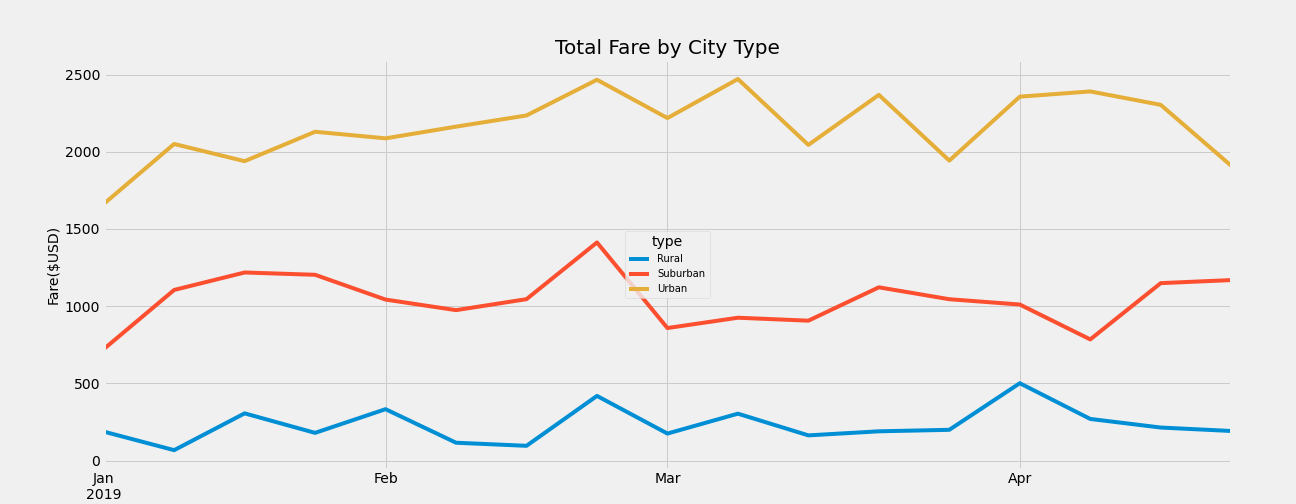 Total Fare by City Type
Fare($USD)
2500
2000
1500
1000
500
0
type
Rural
Suburban
Urban
Jan Feb Mar Apr
2019